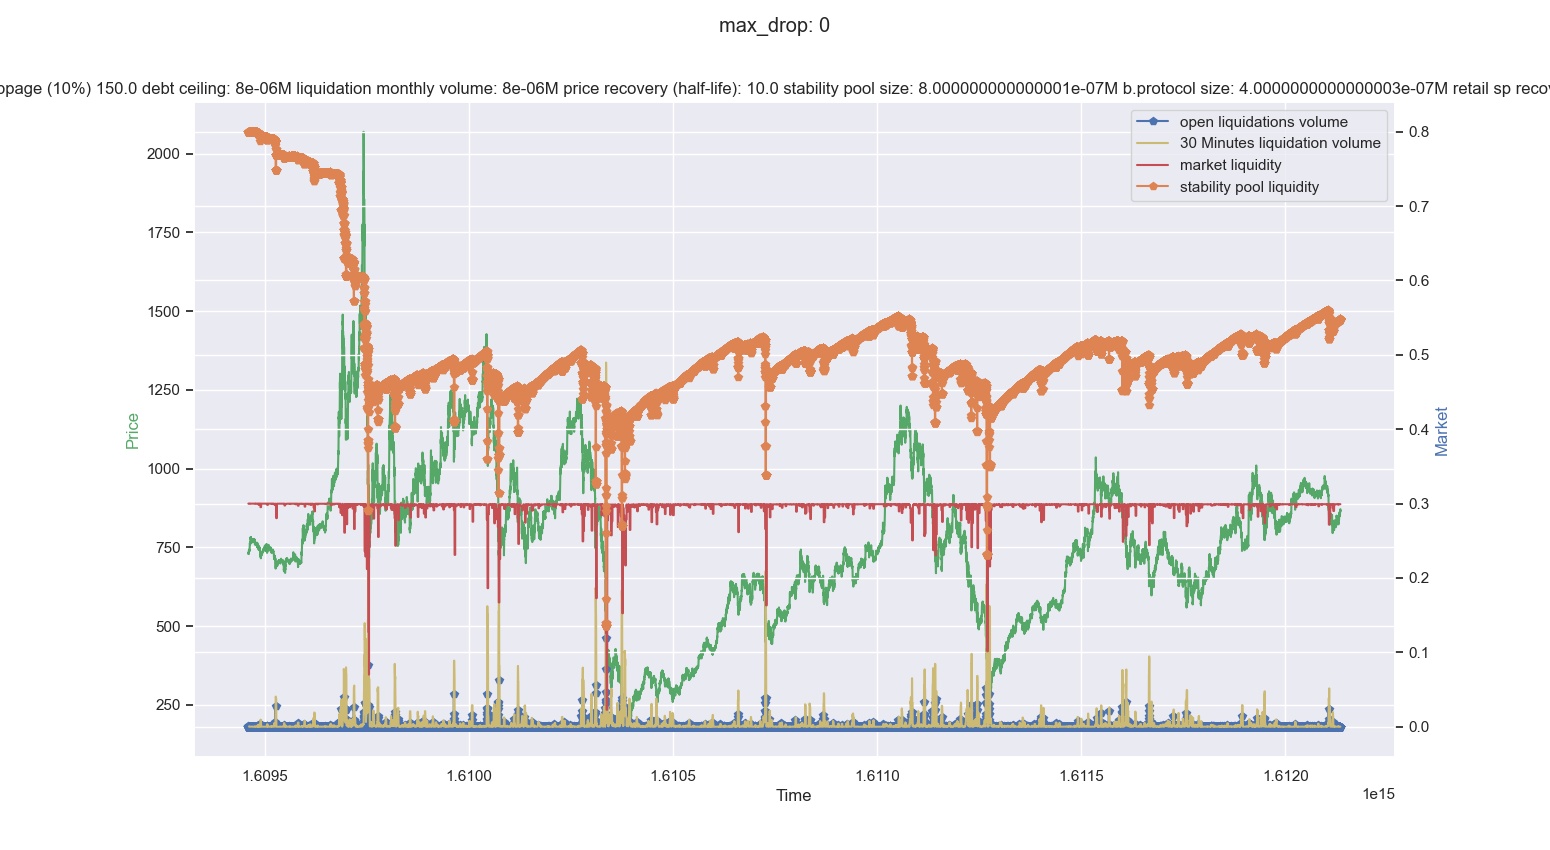 max_drop: 0
(10%) 150.0 debt ceiling: 8e-06M liquidation monthly volume: 8e-06M price recovery (half-life): 10.0 stability pool size: 8.000000000000001e-07M b.protocol size: 4.0000000000000003e-07M retail sp
open liquidations volume
30 Minutes liquidation volume
market liquidity
stability pool liquidity
2000
1750
1500
1250
1000
750
500
250
Price
0.8
0.7
0.6
0.5
0.4
0.3
0.2
0.1
0.0
Market
1.6095
1.6100
1.6105
1.6110
1.6115
1.6120
Time
1e15